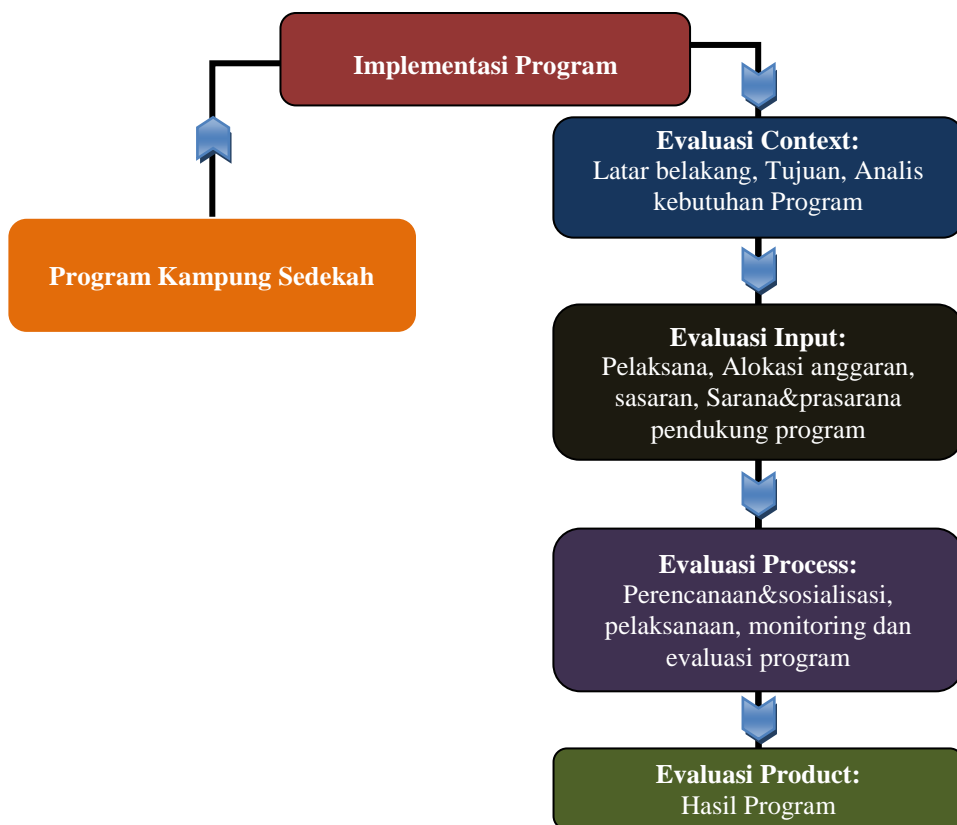 Implementasi Program
Evaluasi Context:
Latar belakang, Tujuan, Analis
kebutuhan Program
Program Kampung Sedekah
Evaluasi Input:
Pelaksana, Alokasi anggaran,
sasaran, Sarana&prasarana
pendukung program
Evaluasi Process:
Perencanaan&sosialisasi,
pelaksanaan, monitoring dan
evaluasi program
Evaluasi Product:
Hasil Program